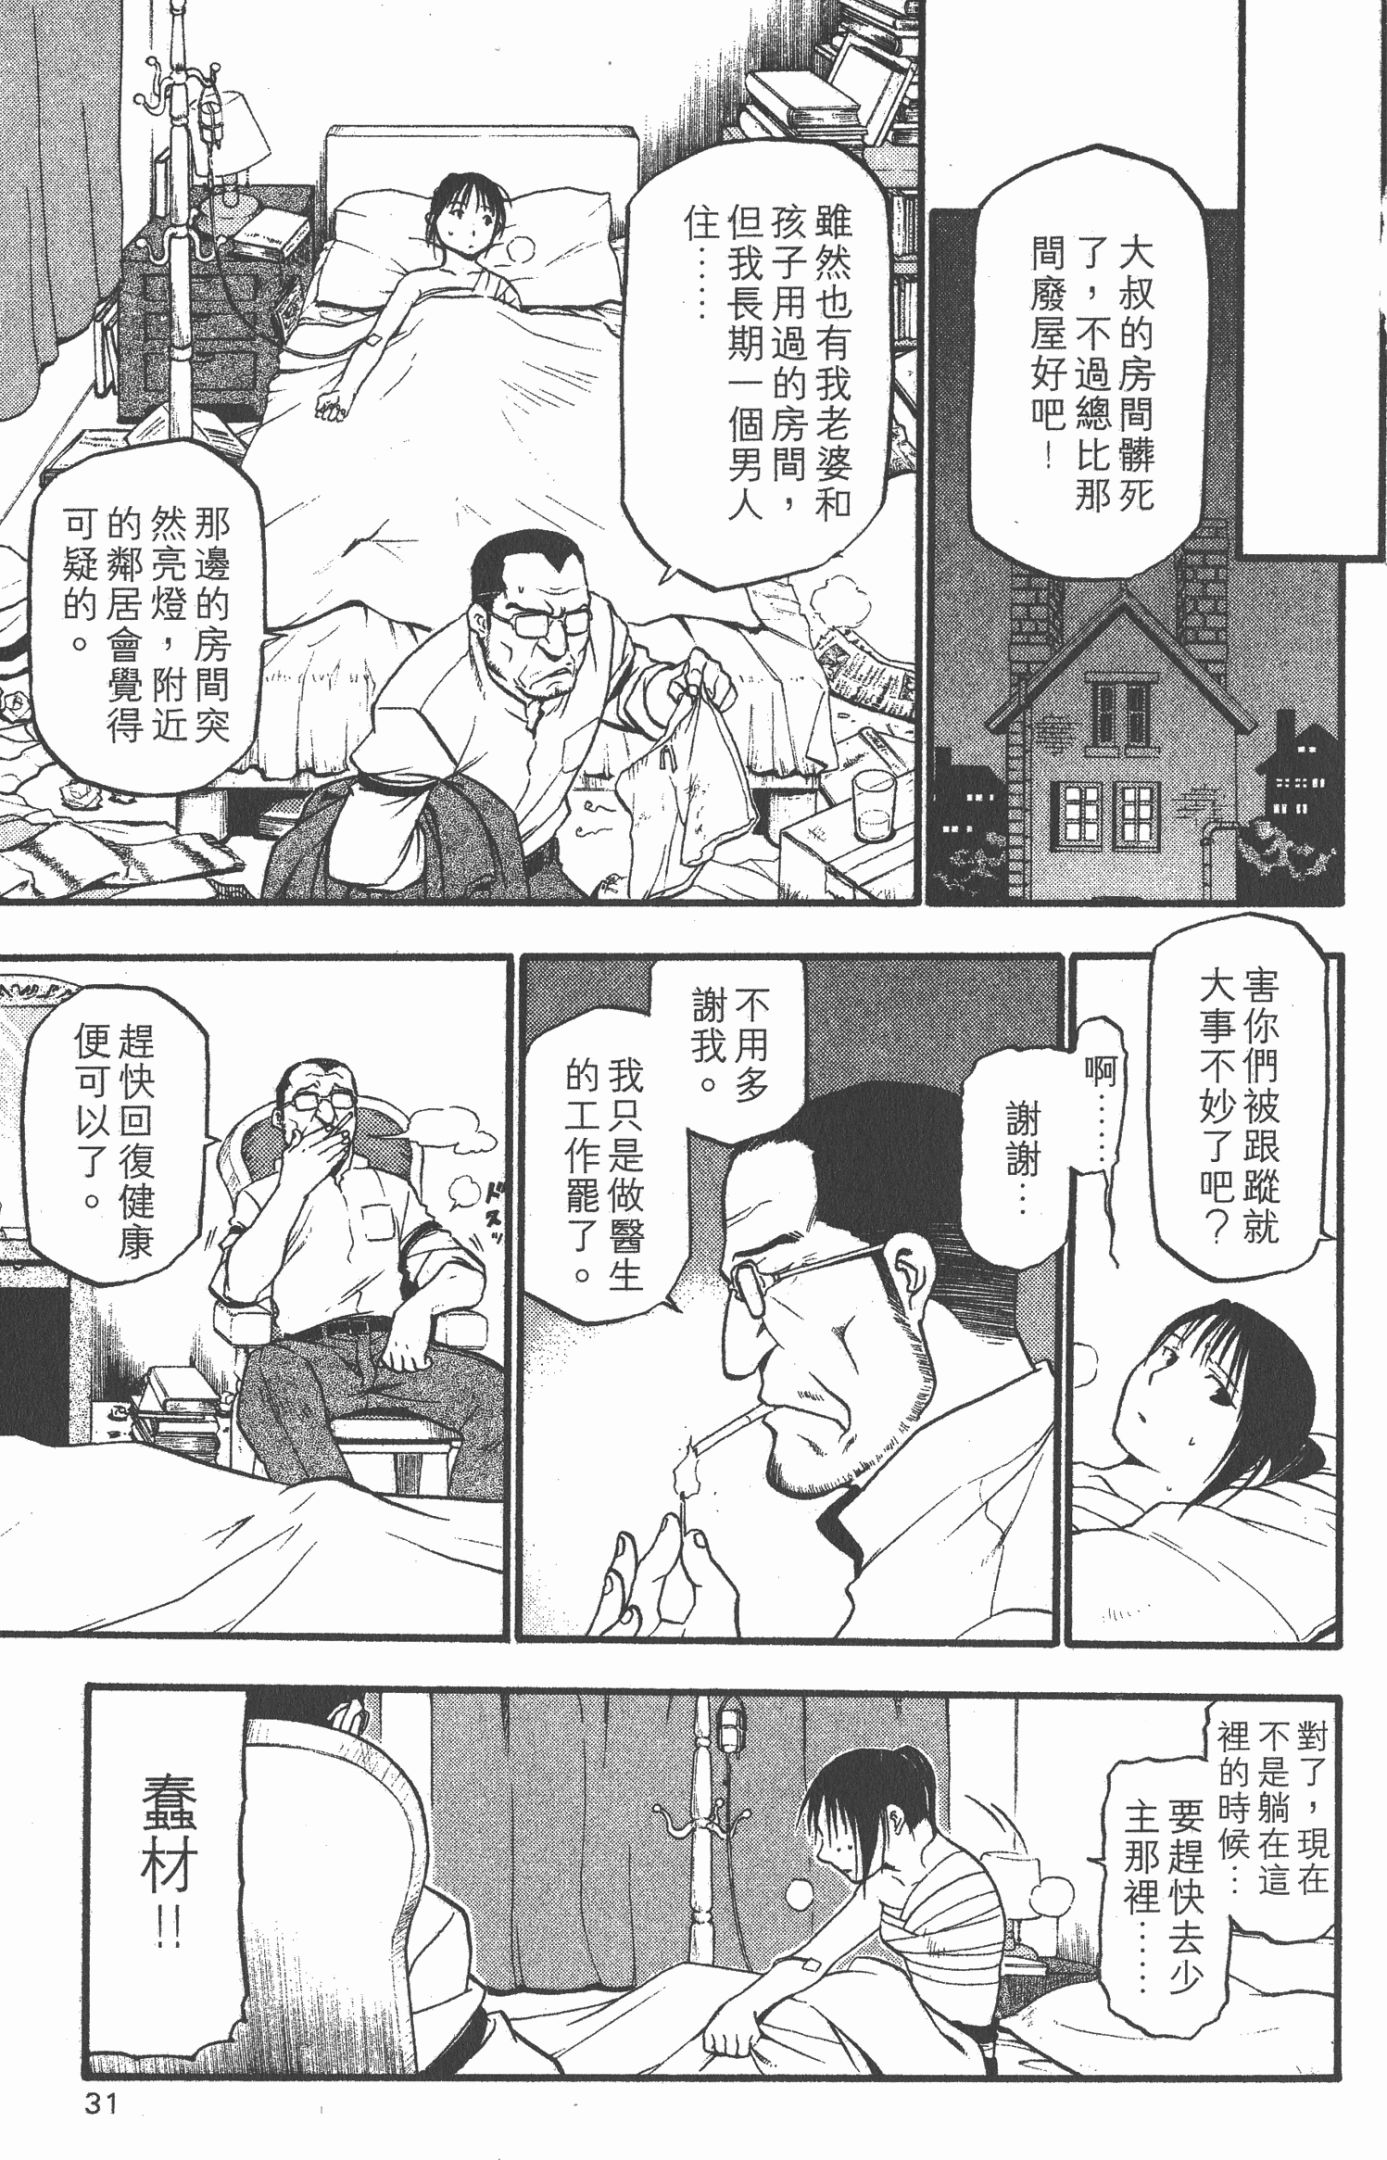 大叔的房間髒死
了，不過總比那
間廢屋好吧！
雖然也有我老婆和
孩子用過的房間，
但我長期一個男人
住……
那邊的房間突
然亮燈，附近
的鄰居會覺得
可疑的。
害你們被跟蹤就
大事不妙了吧？
啊……
謝謝…
不用多
謝我。
我只是做醫生
的工作罷了。
ドスッ
趕快回復健康
便可以了。
對了，現在
不是躺在這
裡的時候…
要趕快去少
主那裡……
蠢材!!
31